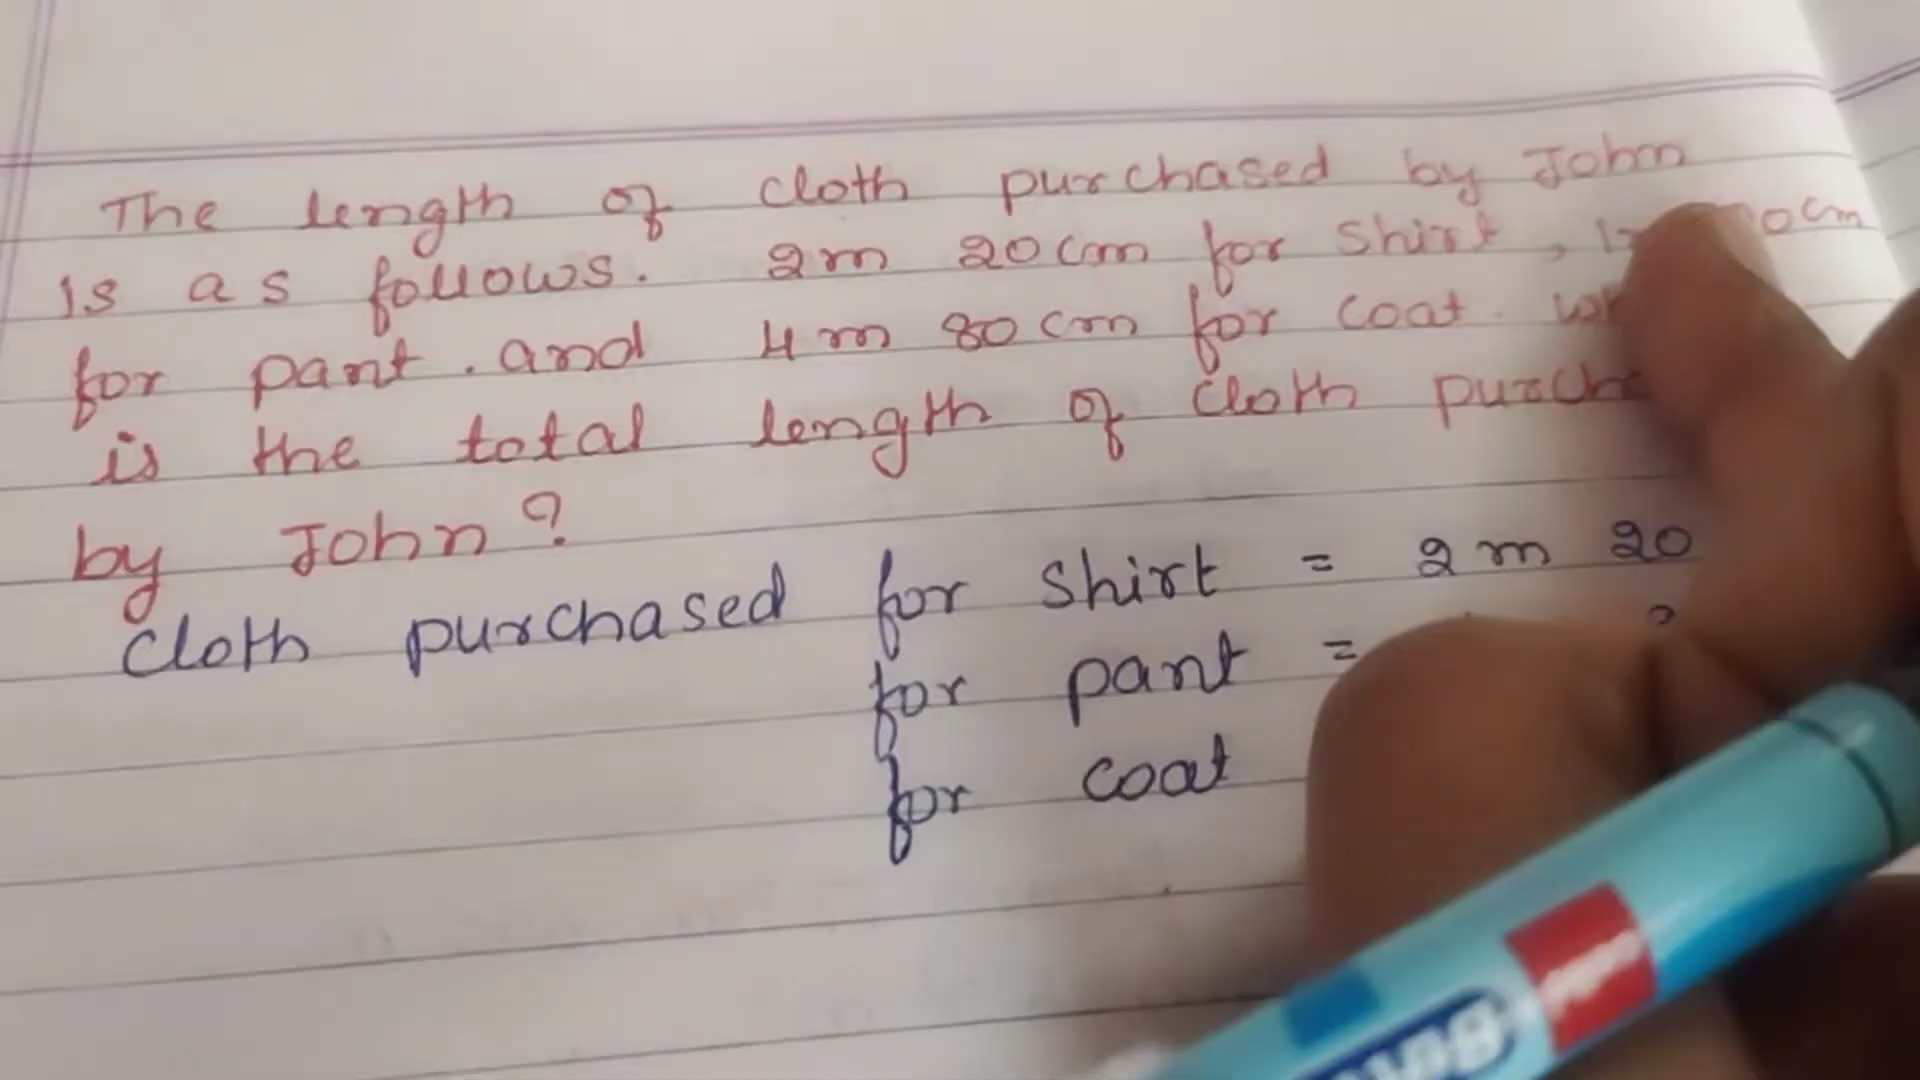 The length of cloth purchased by John
is as follows. 2m 20cm for shirt,
for pant. and 4m 80cm for coat.
is the total length of cloth
by John?
cloth purchased for shirt = 2m 20
for pant =
for coat